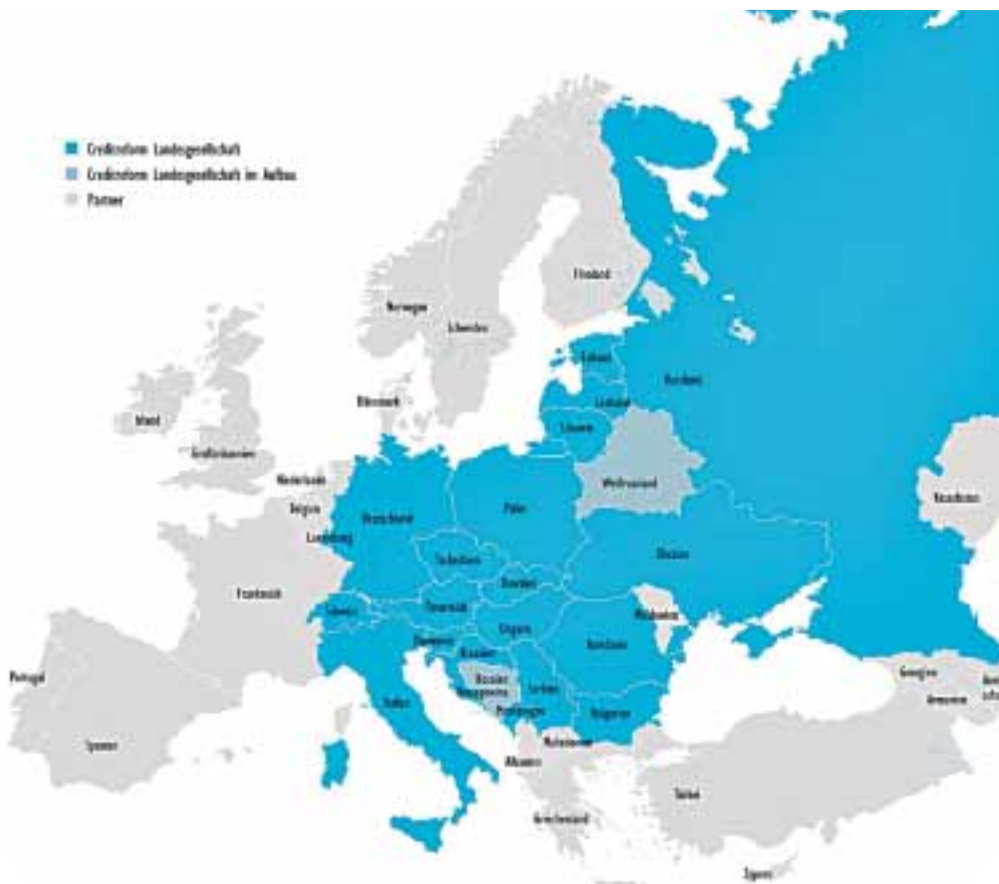 Creditreform Landesgesellschaft
Creditreform Landesgesellschaft im Aufbau
Partner
Finnland
Norwegen
Schweden
Estland
Russland
Lettland
Dänemark
Litauen
Irland
Großbritannien
Weißrussland
Niederlande
Kasachstan
Belgien
Polen
Deutschland
Luxemburg
Ukraine
Tschechien
Slowakei
Frankreich
Moldawien
Schweiz
Österreich
Ungarn
Rumänien
Slowenien
Kroatien
Georgien
Portugal
Bosnien
Herzegowina
Serbien
Armenien
Italien
Montenegro
Bulgarien
Spanien
Mazedonien
Albanien
Türkei
Griechenland
Zypern